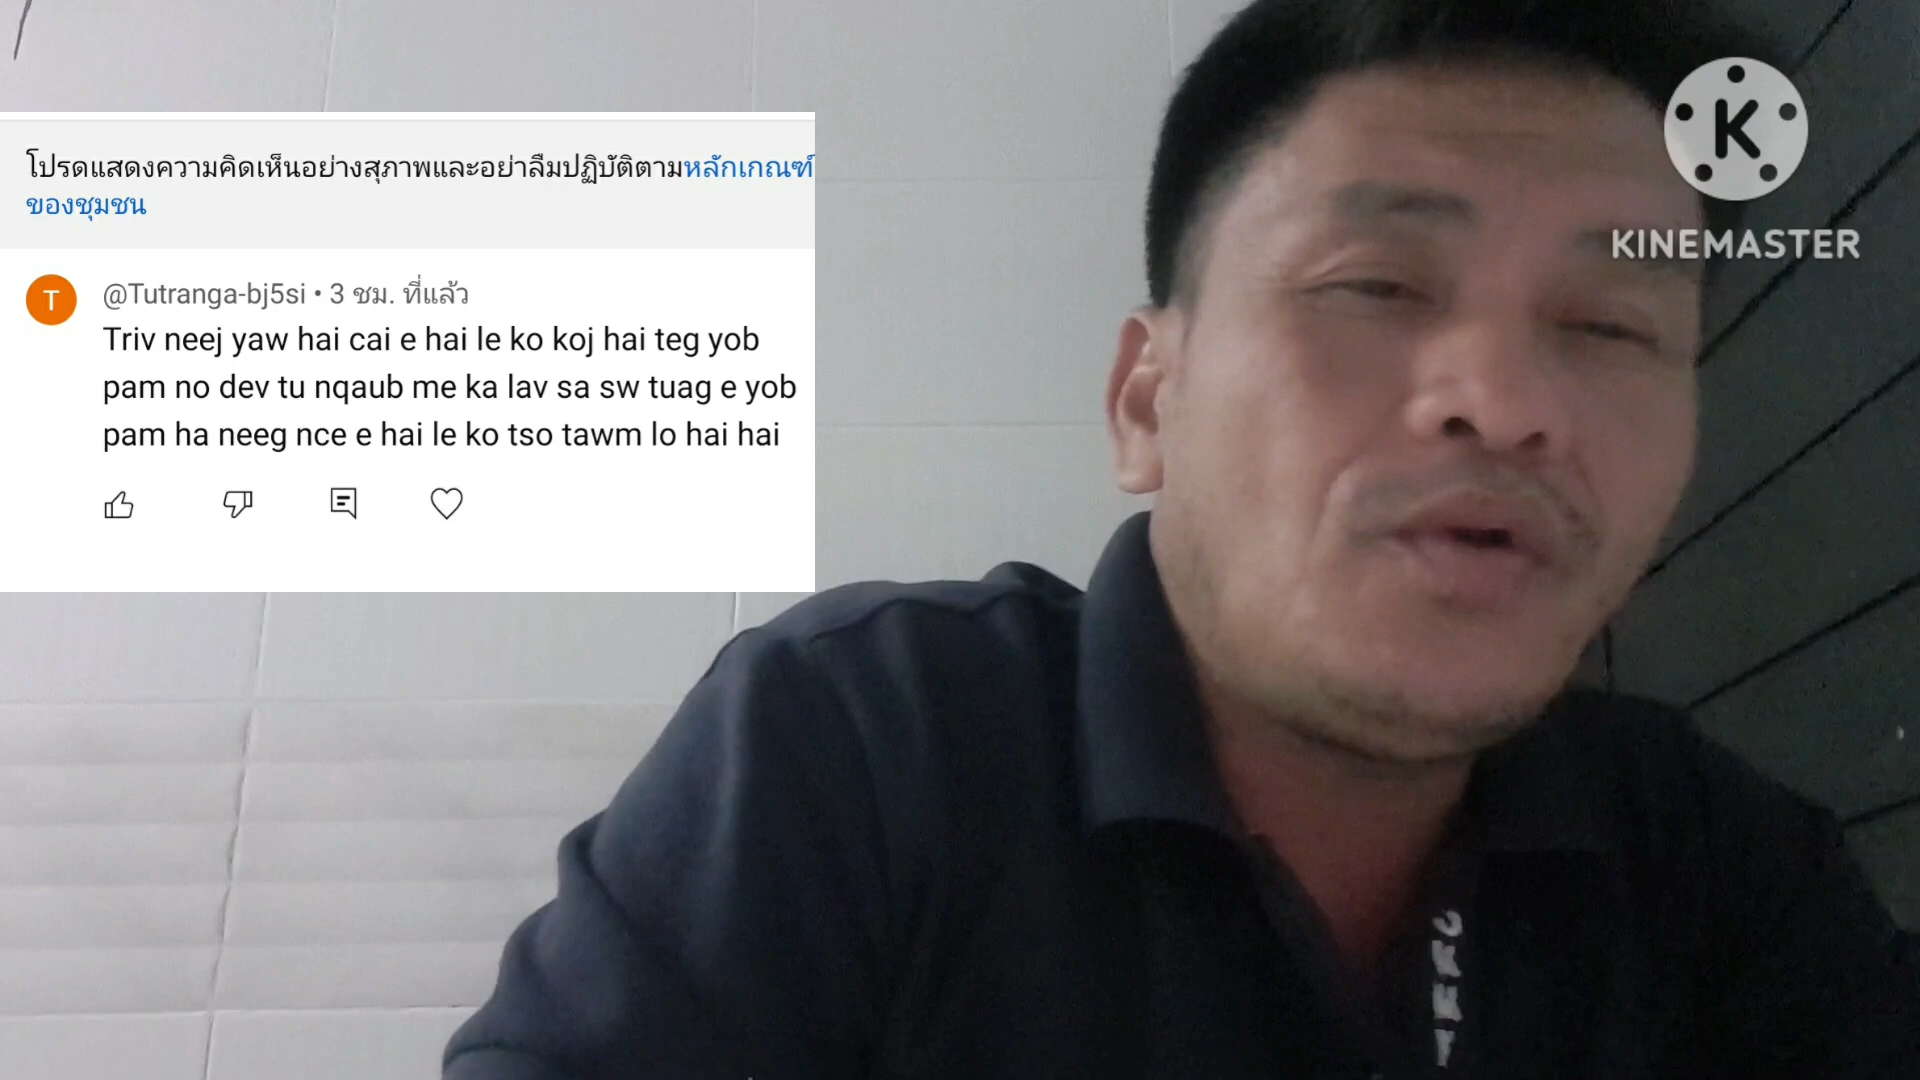 โปรดแสดงความคิดเห็นอย่างสุภาพและอย่าลืมปฏิบัติตามหลักเกณฑ์
ของชุมชน
T
@Tutranga-bj5si • 3 ชม. ที่แล้ว
Triv neej yaw hai cai e hai le ko koj hai teg yob
pam no dev tu nqaub me ka lav sa sw tuag e yob
pam ha neeg nce e hai le ko tso tawm lo hai hai
K
KINEMASTER